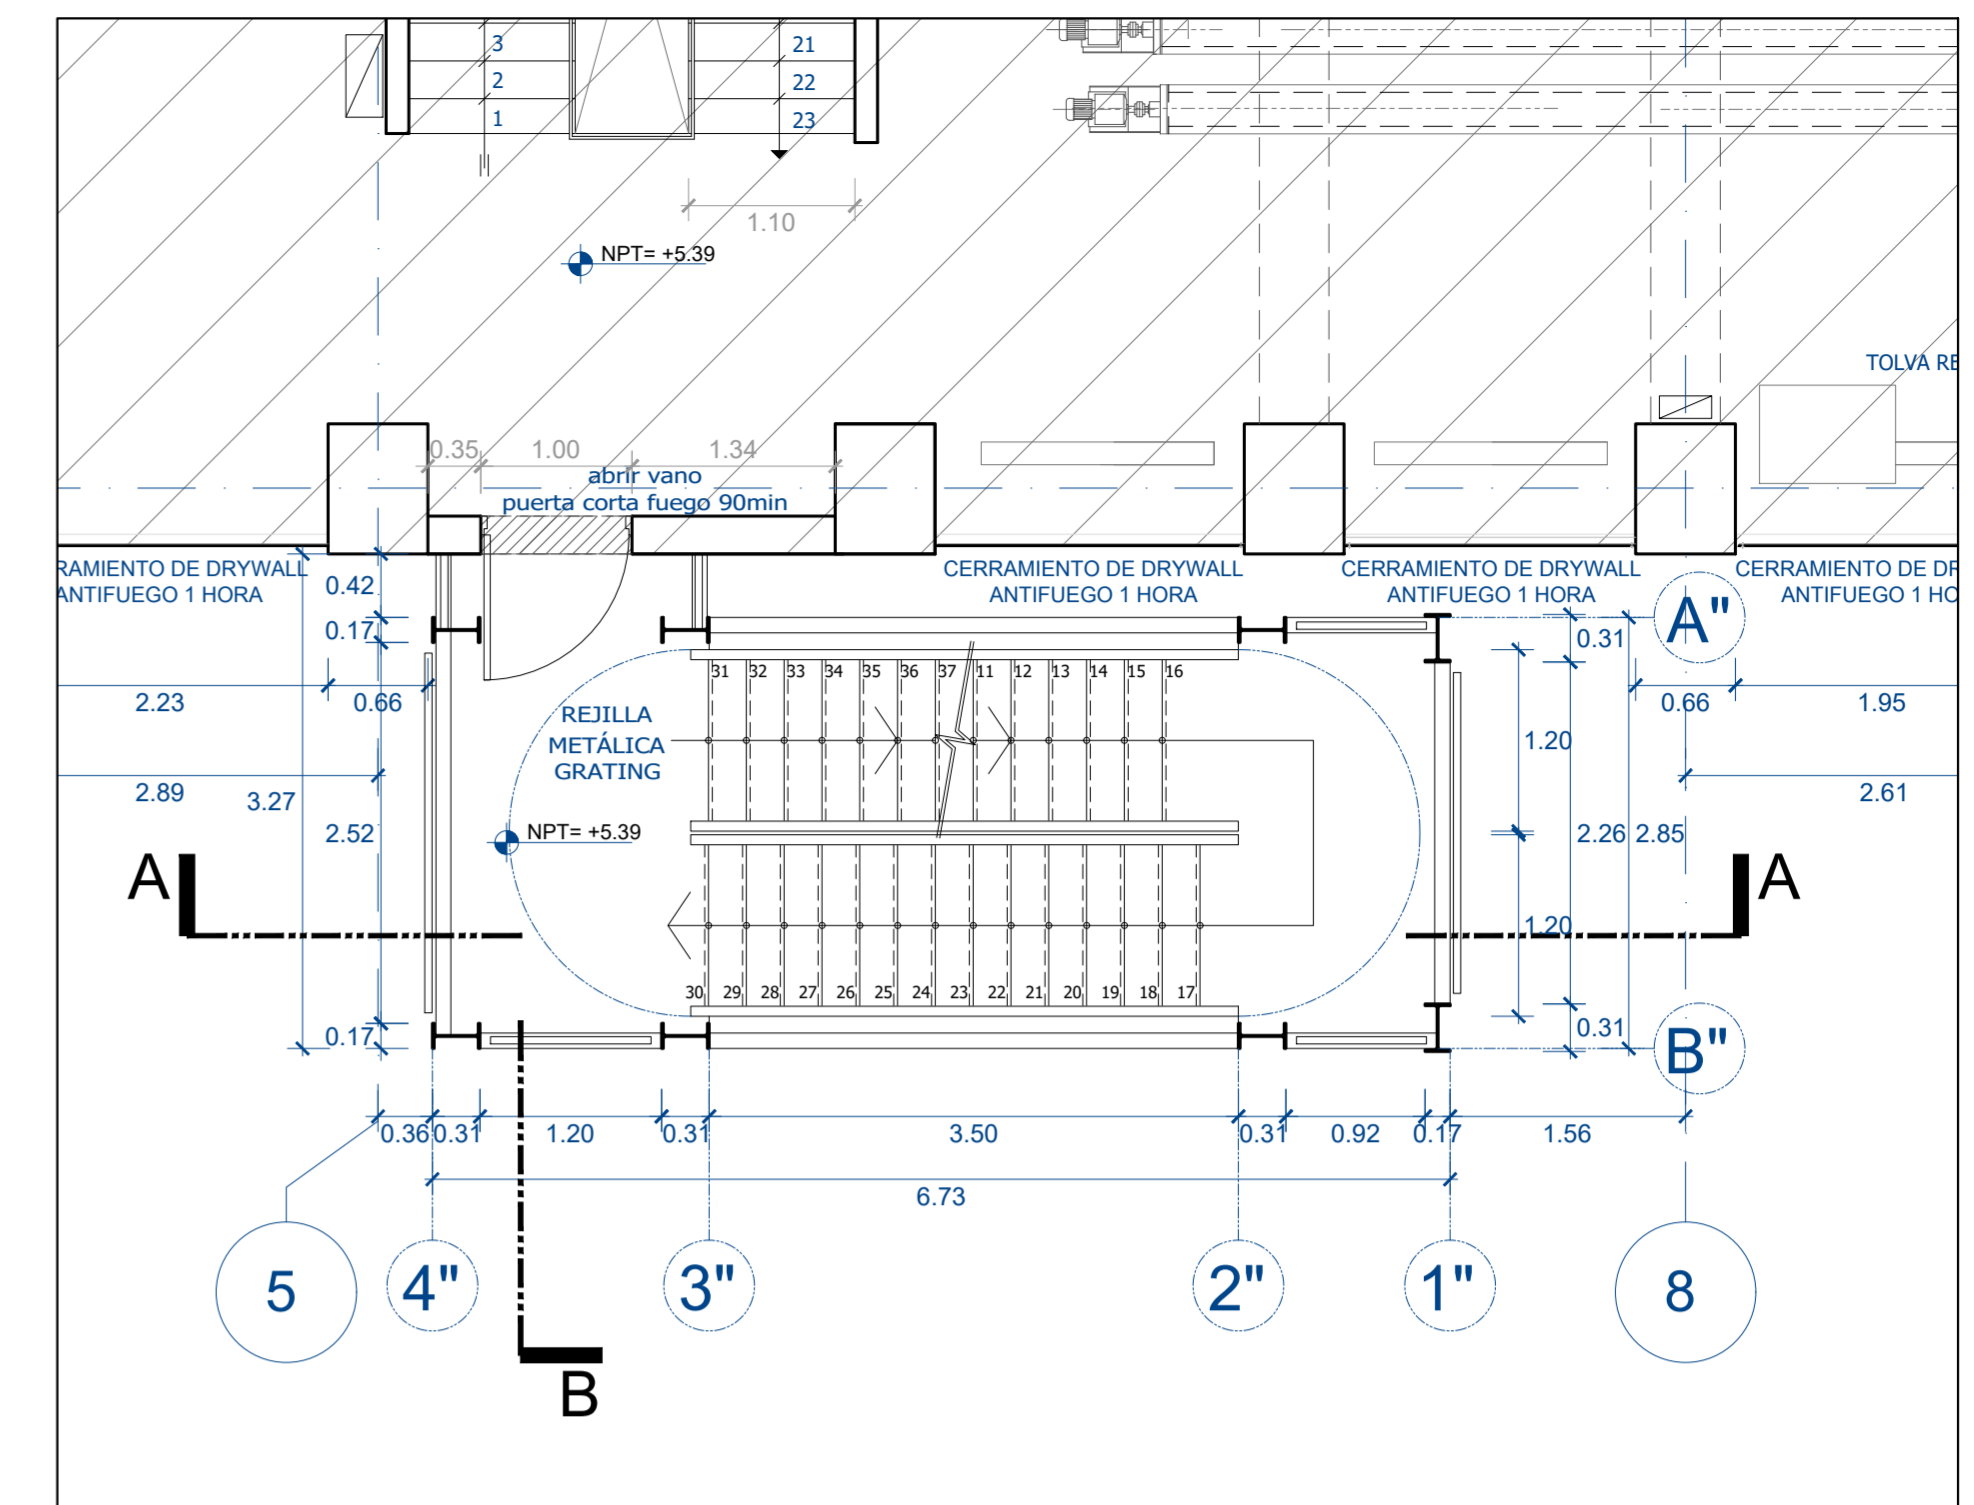 3
21
2
22
1
23
1.10
NPT= +5.39
TOLVA RE
0.35
1.00
1.34
abrir vano
puerta corta fuego 90min
RAMIENTO DE DRYWALL
ANTIFUEGO 1 HORA
CERRAMIENTO DE DRYWALL
ANTIFUEGO 1 HORA
CERRAMIENTO DE DRYWALL
ANTIFUEGO 1 HORA
CERRAMIENTO DE DR
ANTIFUEGO 1 HO
0.42
0.17
A"
0.31
31 32 33 34 35 36 37 11 12 13 14 15 16
2.23
0.66
0.66
1.95
REJILLA
METÁLICA
GRATING
1.20
2.89
3.27
2.61
2.52
NPT= +5.39
2.26
2.85
A
A
1.20
30 29 28 27 26 25 24 23 22 21 20 19 18 17
0.17
0.31
B"
0.36
0.31
1.20
0.31
3.50
0.31
0.92
0.17
1.56
6.73
5
4"
3"
2"
1"
8
B